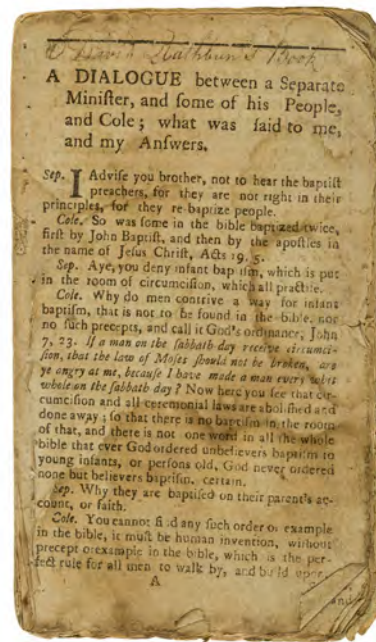 David Rathbun's Book
A DIALOGUE between a Separate
Minister, and some of his People,
and Cole; what was said to me,
and my Answers.
Sep. I Advise you brother, not to hear the baptist
preachers, for they are not right in their
principles, for they re-baptize people.
Cole. So was some in the bible baptized twice,
first by John Baptist, and then by the apostles in
the name of Jesus Christ, Acts 19. 5.
Sep. Aye, you deny infant baptism, which is put
in the room of circumcision, which all practise.
Cole. Why do men contrive a way for infant
baptism, that is not to be found in the bible, nor
no such precepts, and call it God's ordinance, John
7, 23. If a man on the sabbath day receive circumci-
sion, that the law of Moses should not be broken, are
ye angry at me, because I have made a man every whit
whole on the sabbath day? Now here you see that cir-
cumcision and all ceremonial laws are abolished and
done away; so that there is no baptism in the room
of that, and there is not one word in all the whole
bible that ever God ordered unbelievers baptism to
young infants, or persons old, God never ordered
none but believers baptism, certain.
Sep. Why they are baptised on their parent's ac-
count, or faith.
Cole. You cannot find any such order or example
in the bible, it must be human invention, without
precept or example in the bible, which is the per-
fect rule for all men to walk by, and build upon,
A
and